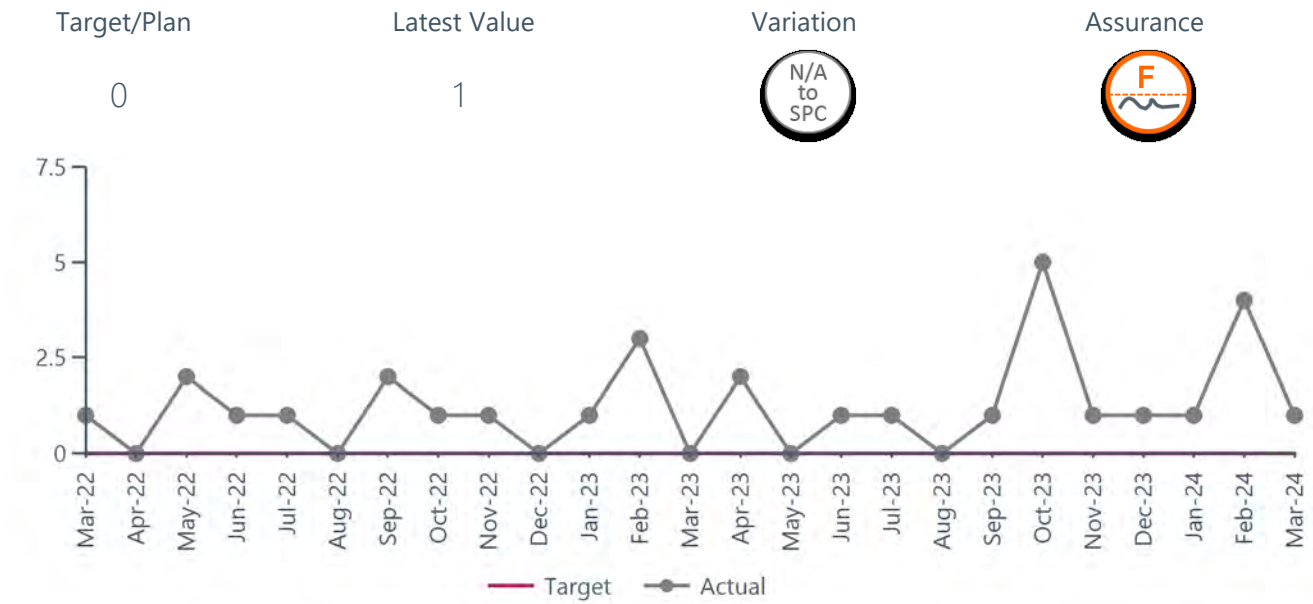 Target/Plan Latest Value Variation Assurance
0 1 N/A to SPC F
7.5
5
2.5
0
Mar-22 Apr-22 May-22 Jun-22 Jul-22 Aug-22 Sep-22 Oct-22 Nov-22 Dec-22 Jan-23 Feb-23 Mar-23 Apr-23 May-23 Jun-23 Jul-23 Aug-23 Sep-23 Oct-23 Nov-23 Dec-23 Jan-24 Feb-24 Mar-24
Target Actual